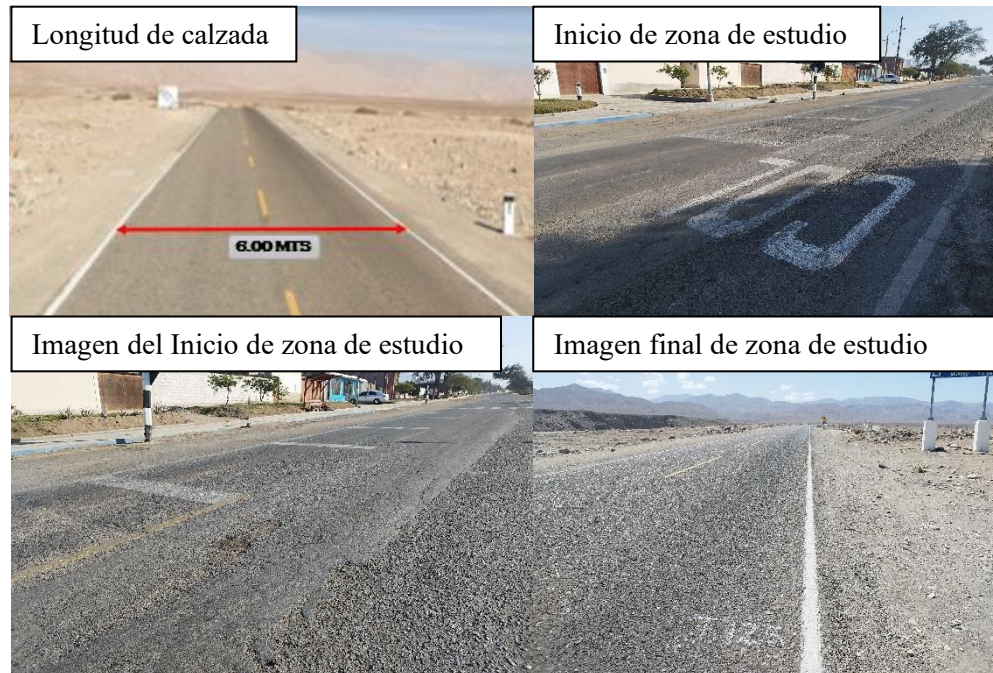 Longitud de calzada
Inicio de zona de estudio
6.00 MTS
Imagen del Inicio de zona de estudio
Imagen final de zona de estudio